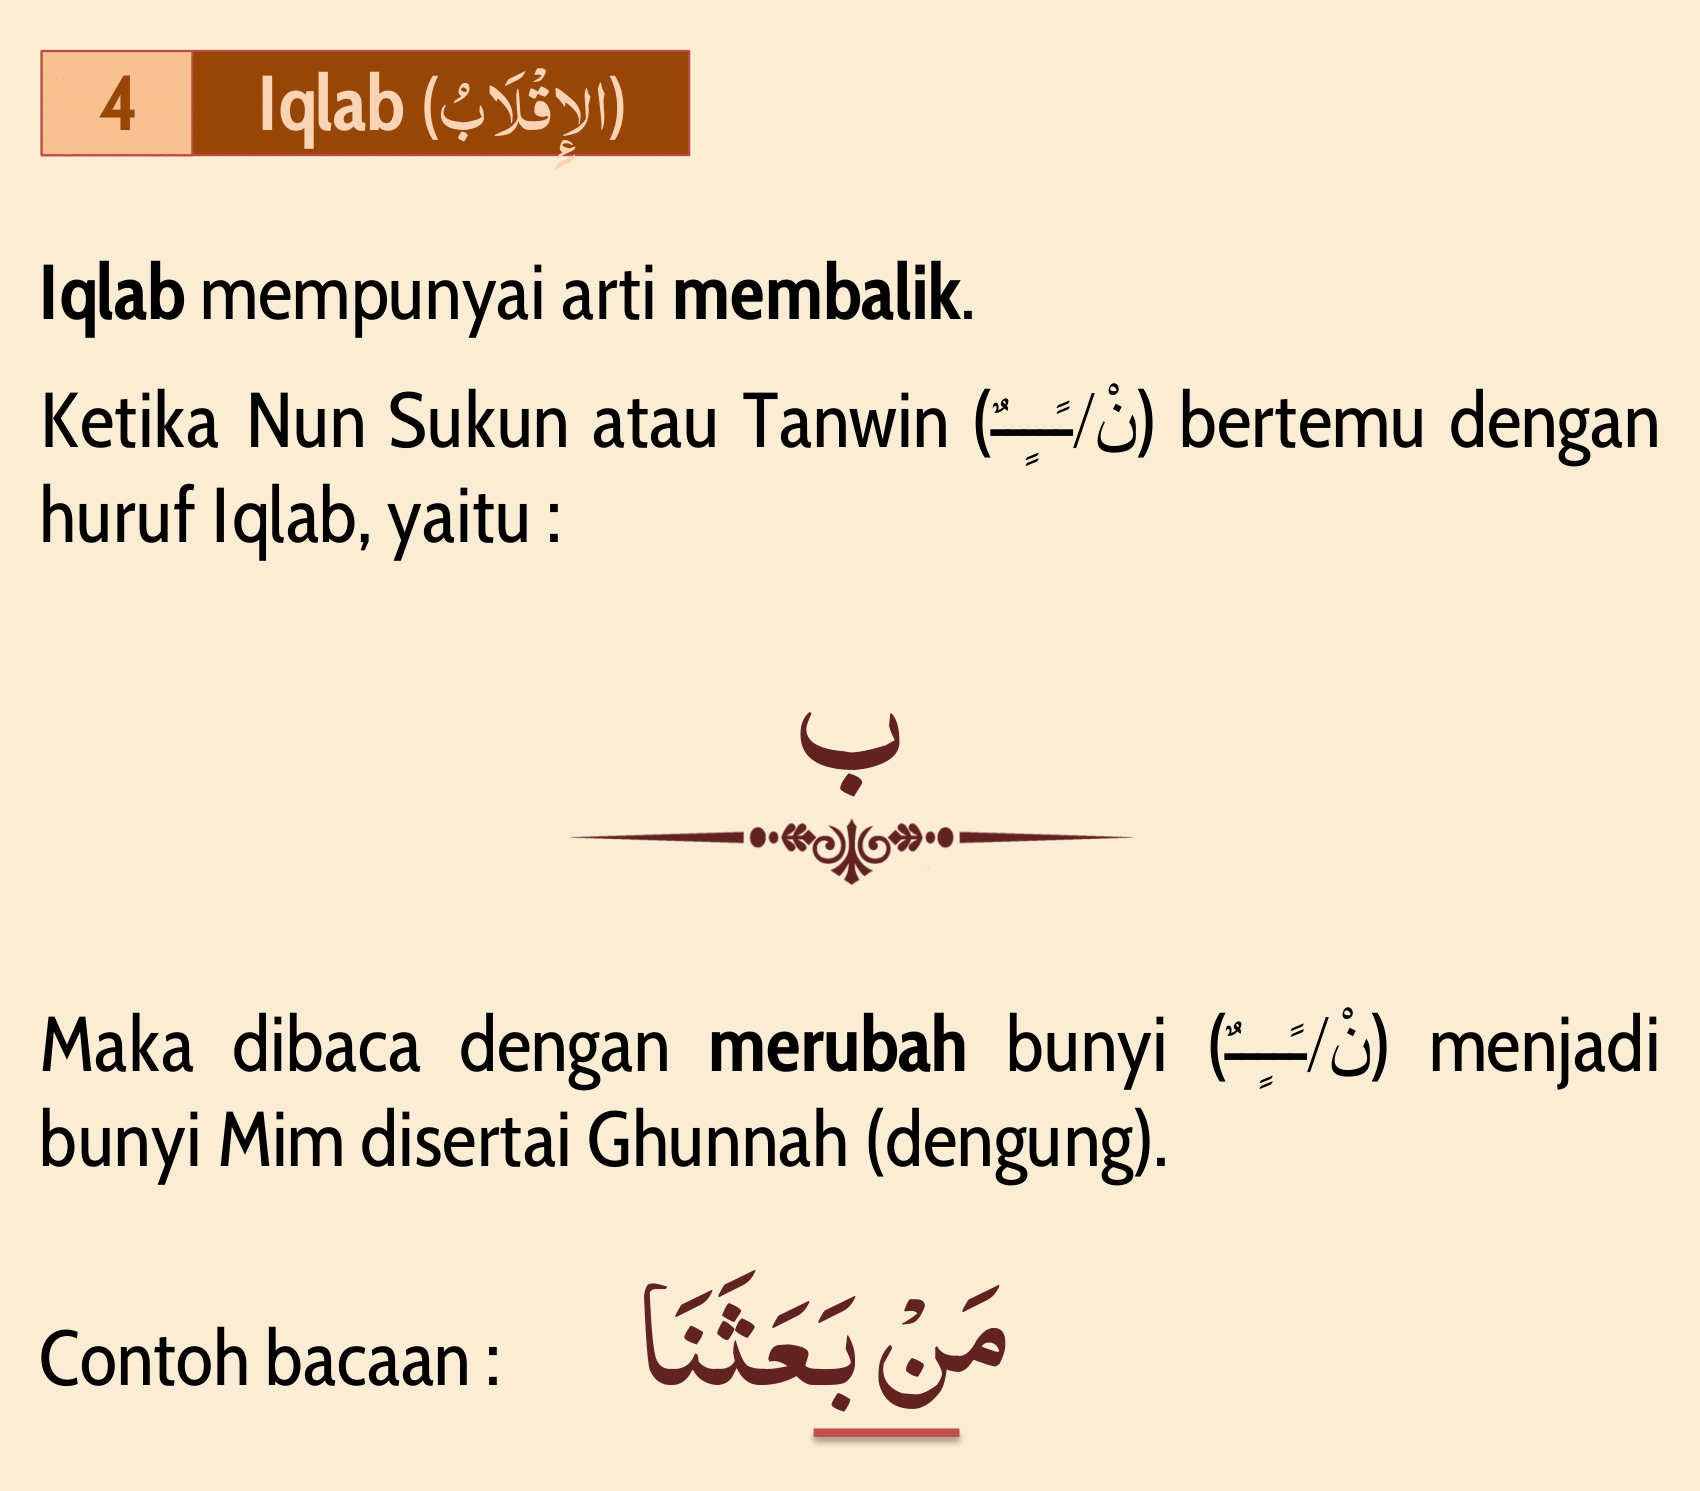 4 Iqlab (الإِقْلَابُ)
Iqlab mempunyai arti membalik.
Ketika Nun Sukun atau Tanwin (نْ/ـًـٍـٌ) bertemu dengan
huruf Iqlab, yaitu :
ب
Maka dibaca dengan merubah bunyi (نْ/ـًـٍـٌ) menjadi
bunyi Mim disertai Ghunnah (dengung).
Contoh bacaan : مَنْ بَعَثَنَا